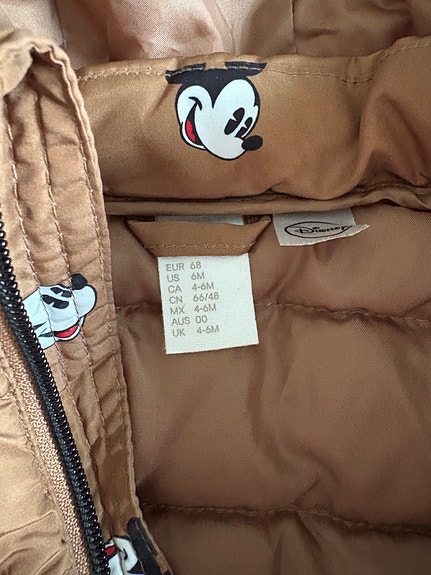 Disney
EUR 68
US 6M
CA 4-6M
CN 66/48
MX 4-6M
AUS 00
UK 4-6M